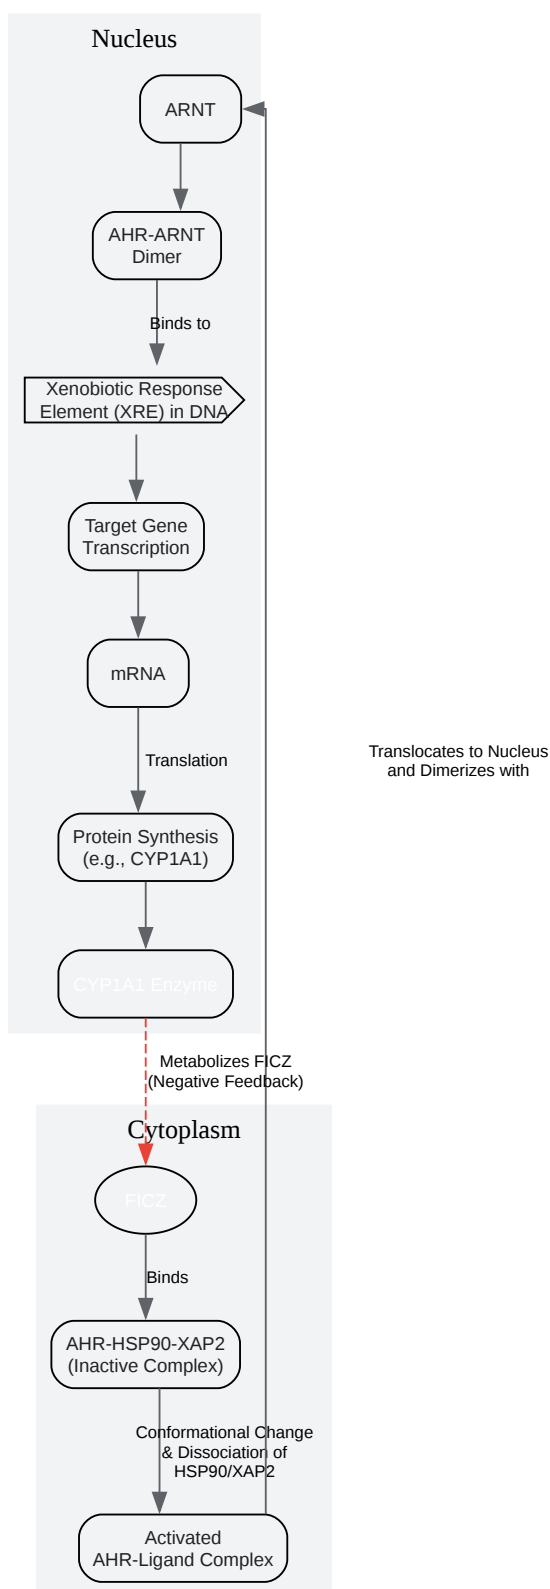 Nucleus
ARNT
AHR-ARNT
Dimer
Binds to
Xenobiotic Response
Element (XRE) in DNA
Target Gene
Transcription
mRNA
Translocates to Nucleus
and Dimerizes with
Translation
Protein Synthesis
(e.g., CYP1A1)
CYP1A1 Enzyme
Metabolizes FICZ
(Negative Feedback)
Cytoplasm
FICZ
Binds
AHR-HSP90-XAP2
(Inactive Complex)
Conformational Change
& Dissociation of
HSP90/XAP2
Activated
AHR-Ligand Complex